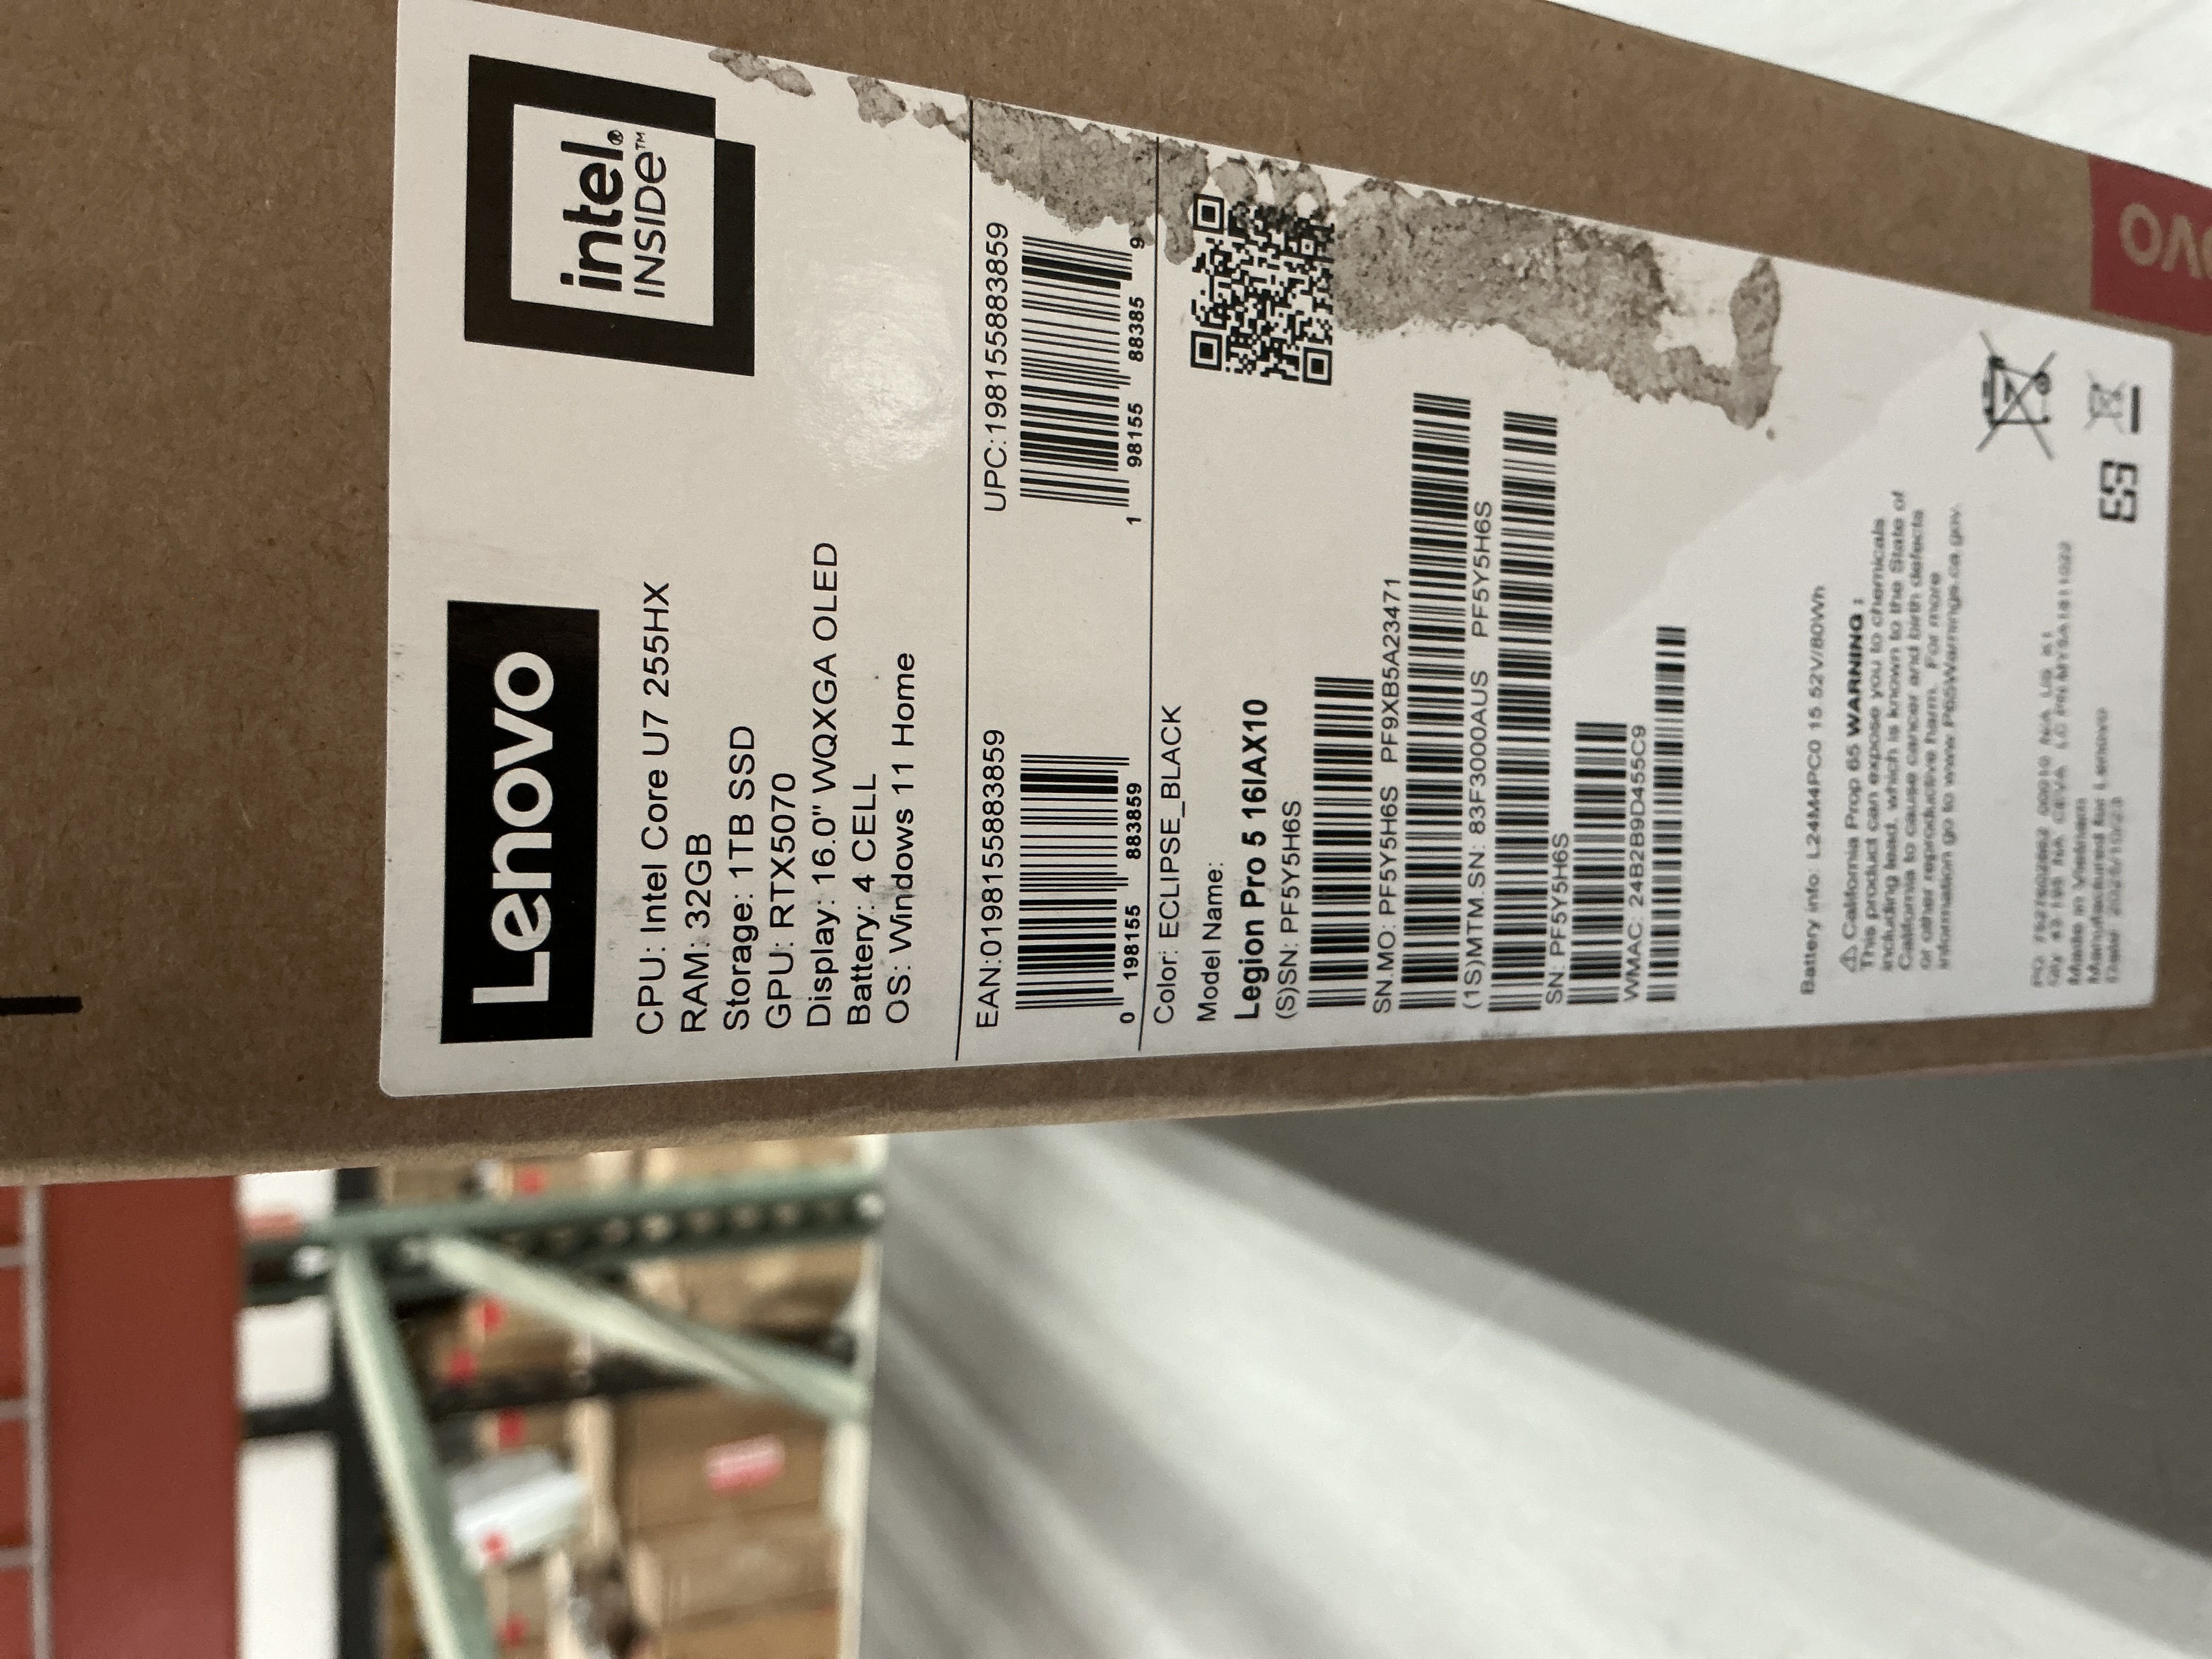 Lenovo
intel®
INSIDE™
CPU: Intel Core U7 255HX
RAM: 32GB
Storage: 1TB SSD
GPU: RTX5070
Display: 16.0" WQXGA OLED
Battery: 4 CELL
OS: Windows 11 Home
EAN:0198155883859
0 198155 883859
UPC:198155883859
1 98155 88385 9
Color: ECLIPSE_BLACK
Model Name:
Legion Pro 5 16IAX10
(S)SN: PF5Y5H6S
SN.MO: PF5Y5H6S PF9XB5A23471
(1S)MTM.SN: 83F3000AUS PF5Y5H6S
SN: PF5Y5H6S
WMAC: 24B2B9D455C9
Battery info: L24M4PC0 15.52V/80Wh
⚠ California Prop 65 WARNING :
This product can expose you to chemicals
including lead, which is known to the State of
California to cause cancer and birth defects
or other reproductive harm. For more
information go to www.P65Warnings.ca.gov.
Made in Vietnam
Manufactured for Lenovo
ovo